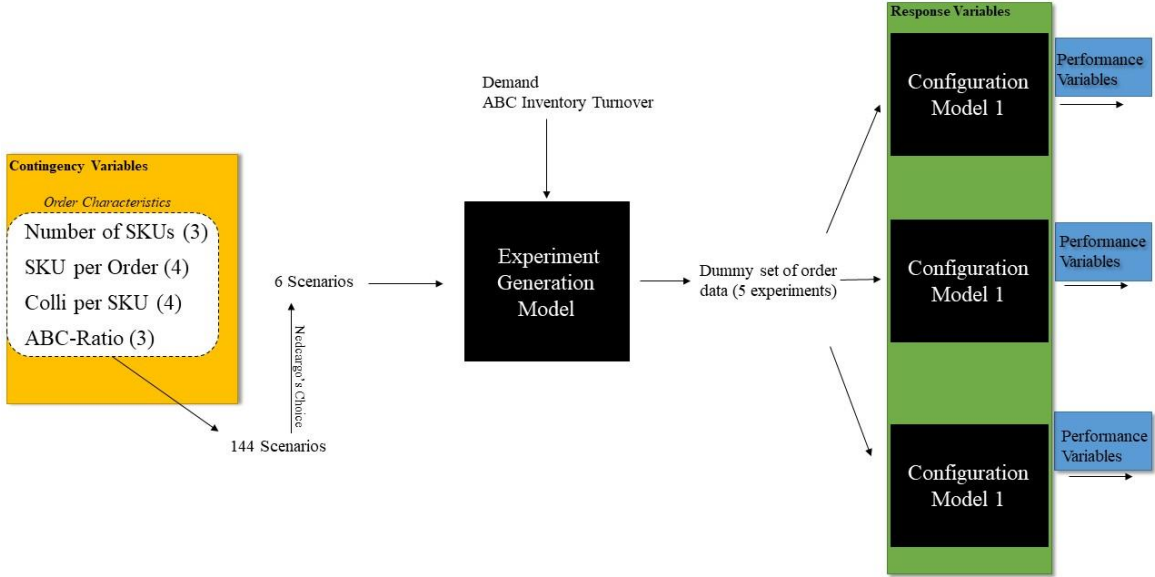 Contingency Variables
Order Characteristics
Number of SKUs (3)
SKU per Order (4)
Colli per SKU (4)
ABC-Ratio (3)
144 Scenarios
Nedcargo's Choice
6 Scenarios
Demand
ABC Inventory Turnover
Experiment
Generation
Model
Dummy set of order
data (5 experiments)
Response Variables
Configuration
Model 1
Performance
Variables
Configuration
Model 1
Performance
Variables
Configuration
Model 1
Performance
Variables